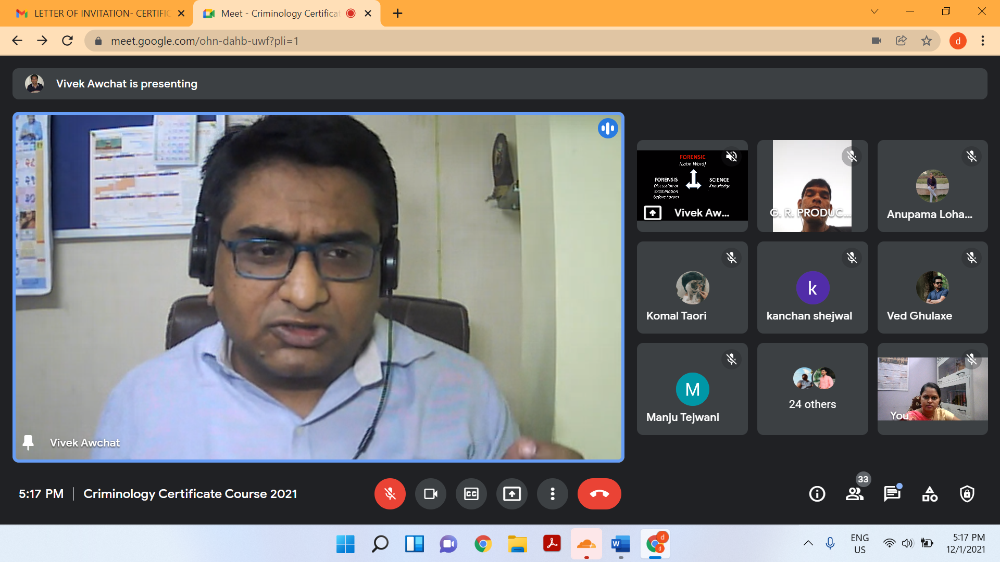 LETTER OF INVITATION- CERTIFIC
Meet - Criminology Certificat
meet.google.com/ohn-dahb-uwf?pli=1
d
Vivek Awchat is presenting
FORENSIC
(Latin Word)
FORENSIS
Discussion or
Examination
before Forum
SCIENCE
Knowledge
Vivek Aw...
G. R. PRODUC...
Anupama Loha...
Komal Taori
k
kanchan shejwal
Ved Ghulaxe
M
Manju Tejwani
24 others
You
Vivek Awchat
5:17 PM
Criminology Certificate Course 2021
CC
33
W
d
d
ENG
US
5:17 PM
12/1/2021